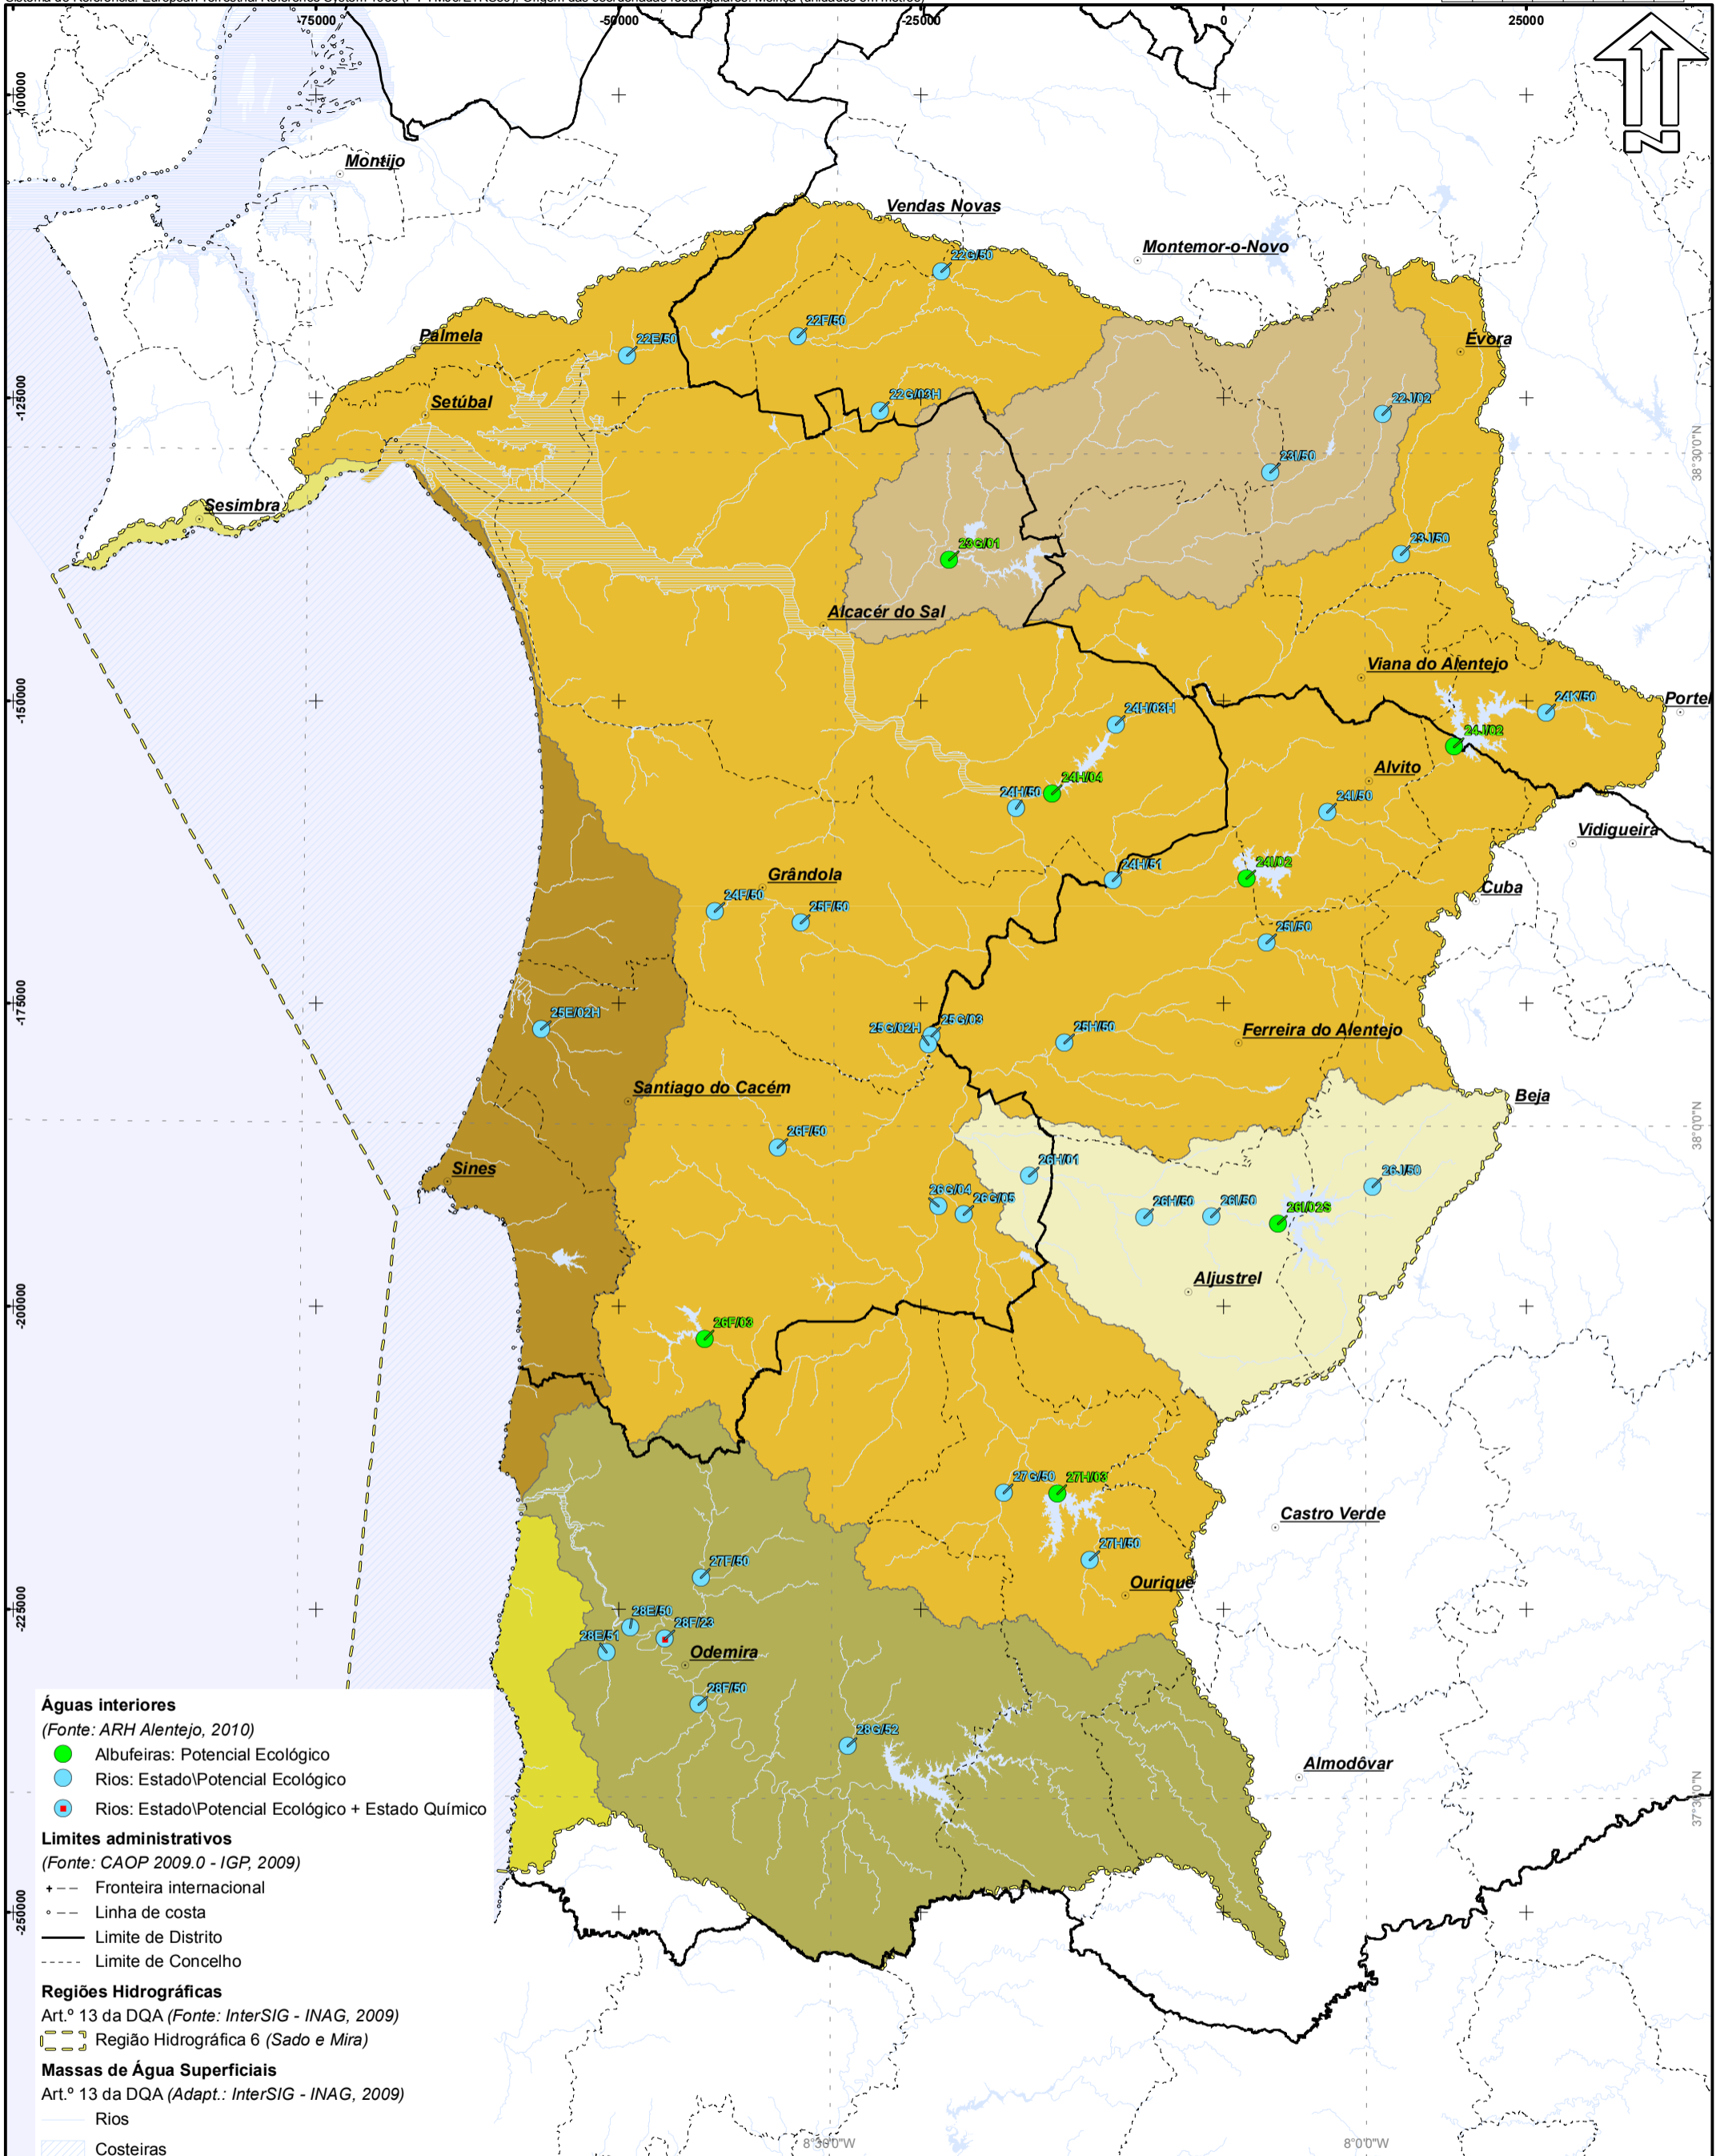 -75000
-50000
-25000
0
25000
-100000
-125000
-150000
-175000
-200000
-225000
-250000
N
Montijo
Vendas Novas
Montemor-o-Novo
22G/50
22F/50
Palmela
22E/50
Évora
Setúbal
22G/03H
22J/02
38°30'0"N
23I/50
Sesimbra
23G/01
23J/50
Alcacér do Sal
Viana do Alentejo
24K/50
Portel
24H/03H
24J/02
24H/04
Alvito
24H/50
24I/50
Vidigueira
24H/51
24I/02
Grândola
Cuba
24F/50
25F/50
25I/50
25E/02H
25G/02H
25G/03
25H/50
Ferreira do Alentejo
Santiago do Cacém
Beja
38°0'0"N
26F/50
Sines
26H/01
26J/50
26G/04
26G/05
26H/50
26I/50
26I/02S
Aljustrel
26F/03
27G/50
27H/03
Castro Verde
27H/50
27F/50
Ourique
28E/50
28F/23
28E/51
Odemira
28F/50
28G/52
Almodôvar
37°30'0"N
8°30'0"W
8°0'0"W
Águas interiores
(Fonte: ARH Alentejo, 2010)
Albufeiras: Potencial Ecológico
Rios: Estado\Potencial Ecológico
Rios: Estado\Potencial Ecológico + Estado Químico
Limites administrativos
(Fonte: CAOP 2009.0 - IGP, 2009)
Fronteira internacional
Linha de costa
Limite de Distrito
Limite de Concelho
Regiões Hidrográficas
Art.º 13 da DQA (Fonte: InterSIG - INAG, 2009)
Região Hidrográfica 6 (Sado e Mira)
Massas de Água Superficiais
Art.º 13 da DQA (Adapt.: InterSIG - INAG, 2009)
Rios
Costeiras